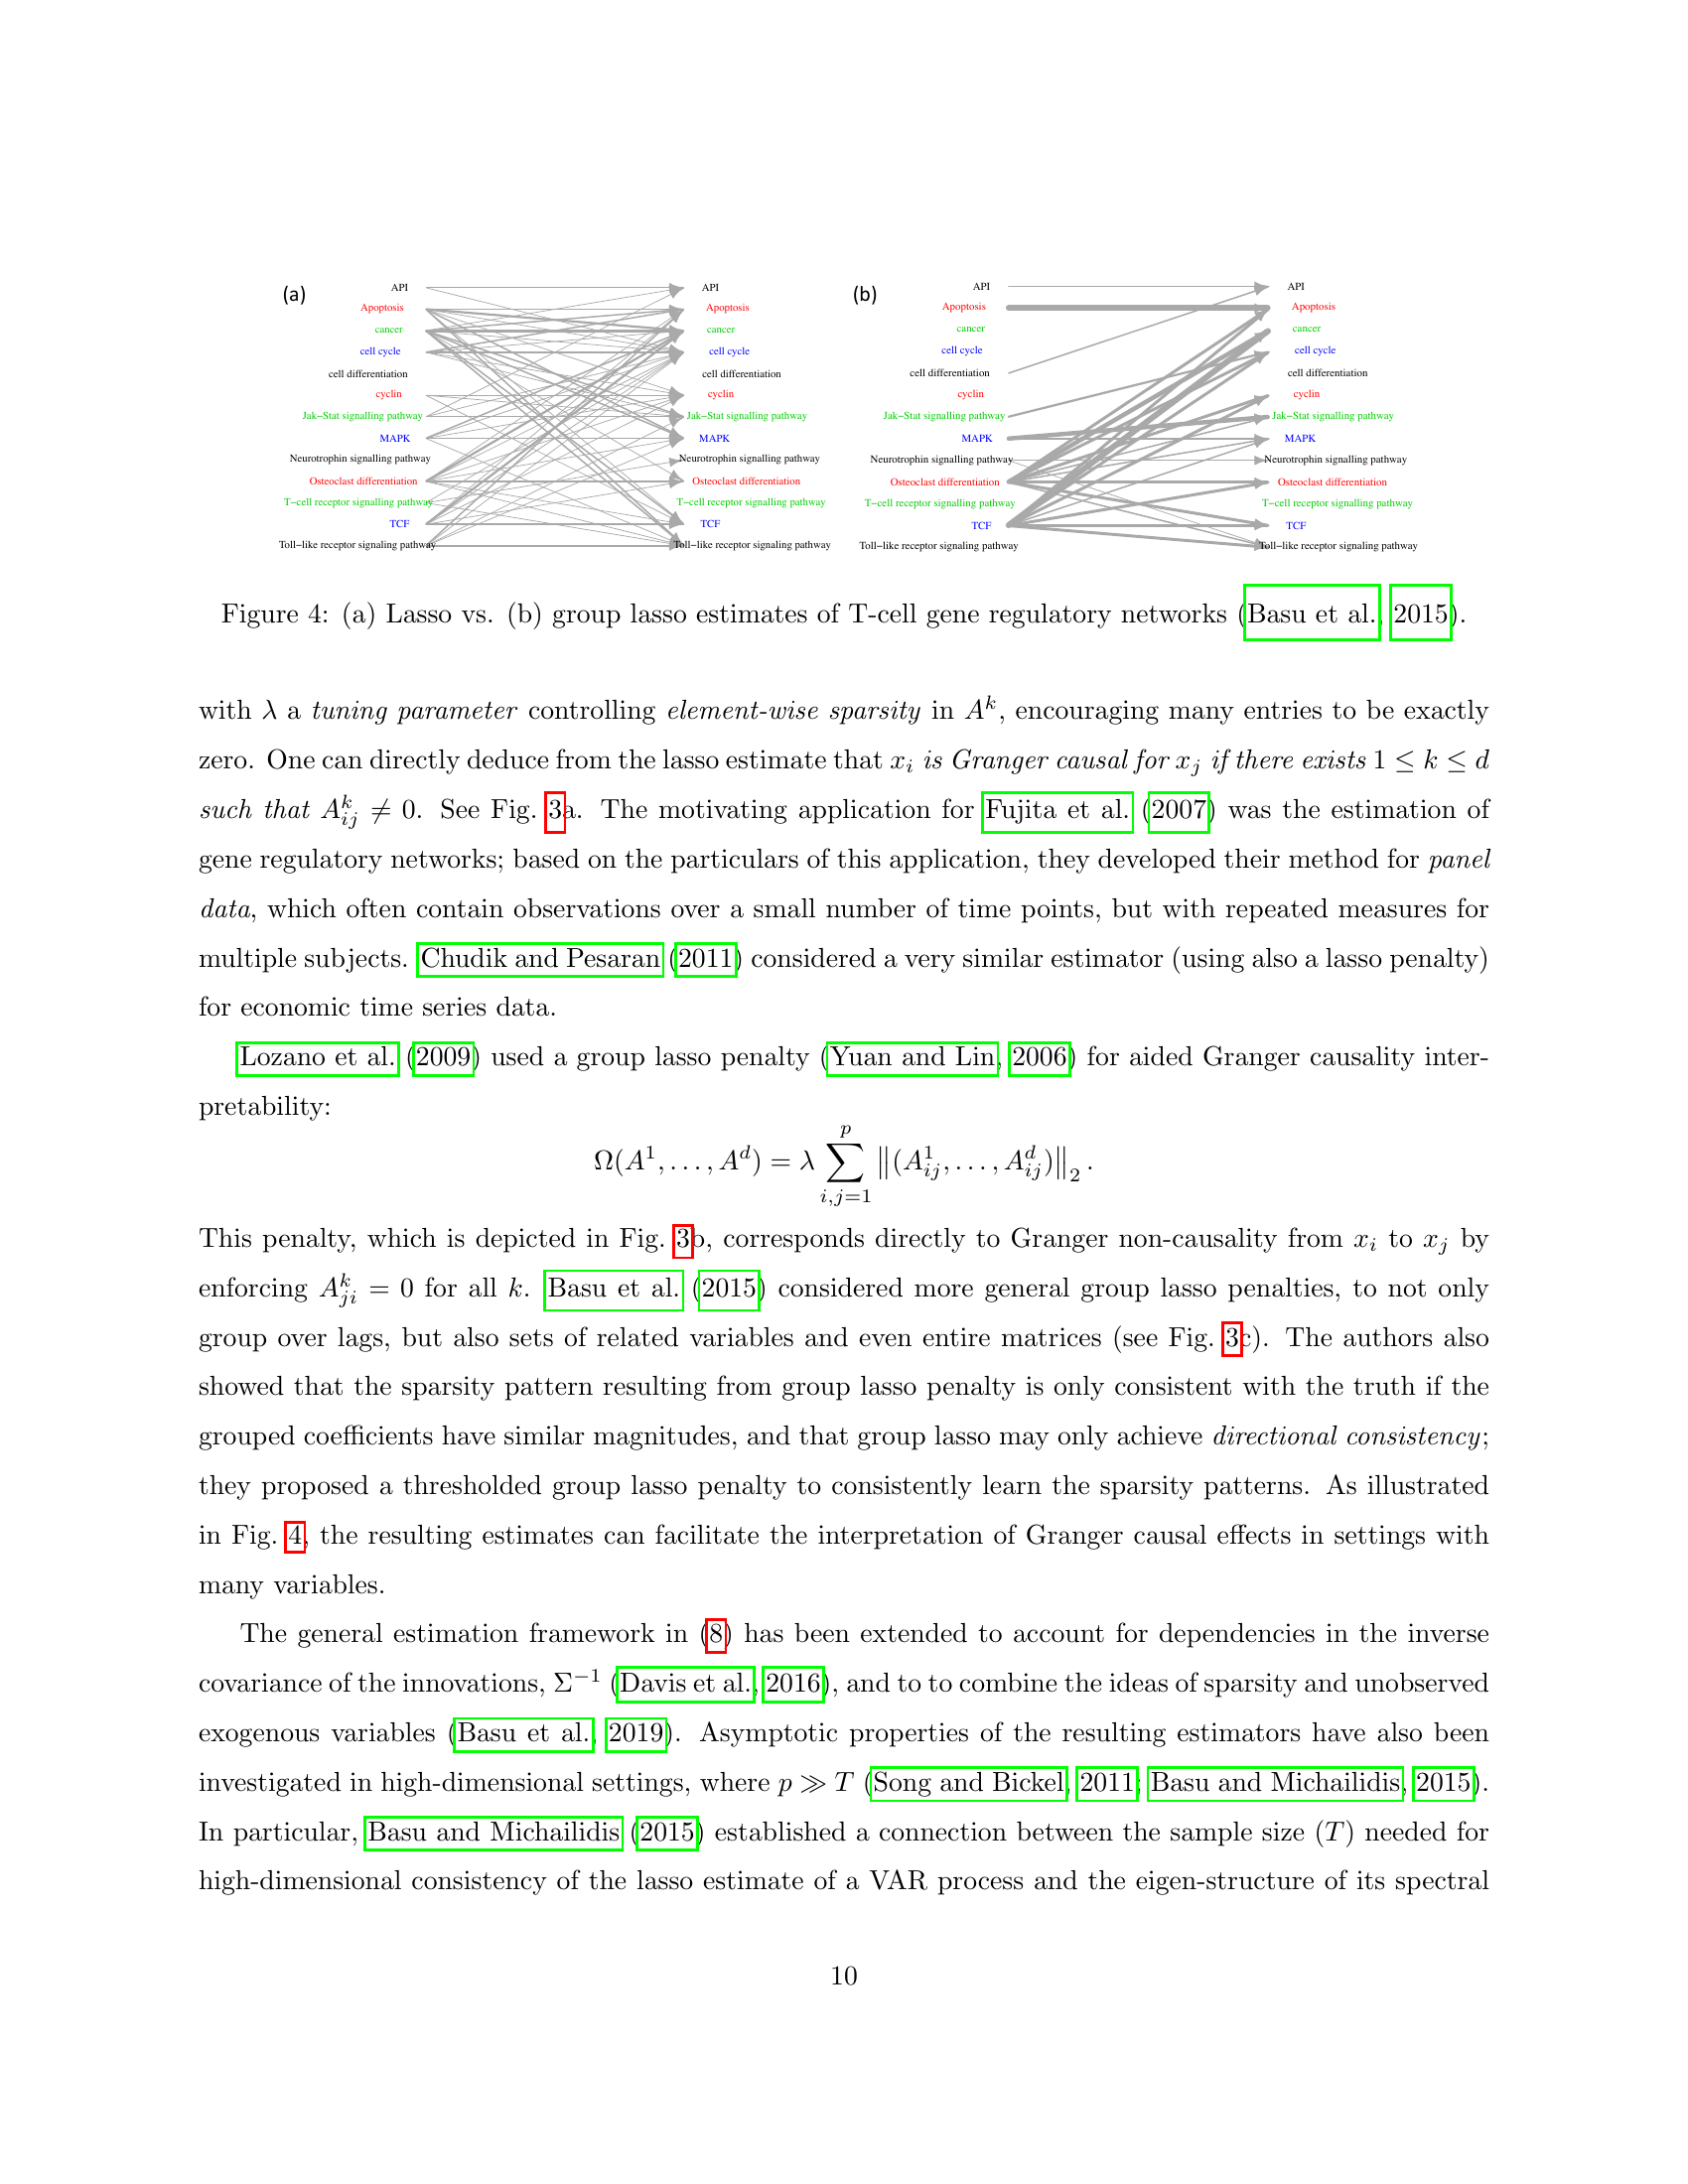 (a)
API
Apoptosis
cancer
cell cycle
cell differentiation
cyclin
Jak−Stat signalling pathway
MAPK
Neurotrophin signalling pathway
Osteoclast differentiation
T−cell receptor signalling pathway
TCF
Toll−like receptor signaling pathway
API
Apoptosis
cancer
cell cycle
cell differentiation
cyclin
Jak−Stat signalling pathway
MAPK
Neurotrophin signalling pathway
Osteoclast differentiation
T−cell receptor signalling pathway
TCF
Toll−like receptor signaling pathway
(b)
API
Apoptosis
cancer
cell cycle
cell differentiation
cyclin
Jak−Stat signalling pathway
MAPK
Neurotrophin signalling pathway
Osteoclast differentiation
T−cell receptor signalling pathway
TCF
Toll−like receptor signaling pathway
API
Apoptosis
cancer
cell cycle
cell differentiation
cyclin
Jak−Stat signalling pathway
MAPK
Neurotrophin signalling pathway
Osteoclast differentiation
T−cell receptor signalling pathway
TCF
Toll−like receptor signaling pathway
Figure 4: (a) Lasso vs. (b) group lasso estimates of T-cell gene regulatory networks (Basu et al., 2015).
with λ a tuning parameter controlling element-wise sparsity in A^k, encouraging many entries to be exactly
zero. One can directly deduce from the lasso estimate that x_i is Granger causal for x_j if there exists 1 ≤ k ≤ d
such that A^k_{ij} ≠ 0. See Fig. 3a. The motivating application for Fujita et al. (2007) was the estimation of
gene regulatory networks; based on the particulars of this application, they developed their method for panel
data, which often contain observations over a small number of time points, but with repeated measures for
multiple subjects. Chudik and Pesaran (2011) considered a very similar estimator (using also a lasso penalty)
for economic time series data.
Lozano et al. (2009) used a group lasso penalty (Yuan and Lin, 2006) for aided Granger causality inter-
pretability:
Ω(A^1, . . . , A^d) = λ ∑_{i,j=1}^{p} ‖(A^1_{ij}, . . . , A^d_{ij})‖_2 .
This penalty, which is depicted in Fig. 3b, corresponds directly to Granger non-causality from x_i to x_j by
enforcing A^k_{ji} = 0 for all k. Basu et al. (2015) considered more general group lasso penalties, to not only
group over lags, but also sets of related variables and even entire matrices (see Fig. 3c). The authors also
showed that the sparsity pattern resulting from group lasso penalty is only consistent with the truth if the
grouped coefficients have similar magnitudes, and that group lasso may only achieve directional consistency;
they proposed a thresholded group lasso penalty to consistently learn the sparsity patterns. As illustrated
in Fig. 4, the resulting estimates can facilitate the interpretation of Granger causal effects in settings with
many variables.
The general estimation framework in (8) has been extended to account for dependencies in the inverse
covariance of the innovations, Σ^{−1} (Davis et al., 2016), and to to combine the ideas of sparsity and unobserved
exogenous variables (Basu et al., 2019). Asymptotic properties of the resulting estimators have also been
investigated in high-dimensional settings, where p ≫ T (Song and Bickel, 2011; Basu and Michailidis, 2015).
In particular, Basu and Michailidis (2015) established a connection between the sample size (T) needed for
high-dimensional consistency of the lasso estimate of a VAR process and the eigen-structure of its spectral
10